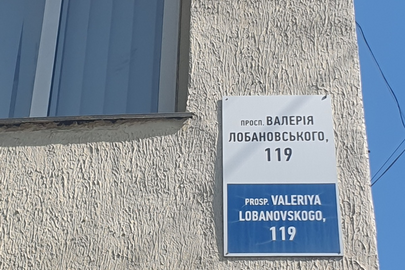 просп. ВАЛЕРІЯ
ЛОБАНОВСЬКОГО,
119
PROSP. VALERIYA
LOBANOVSKOGO,
119